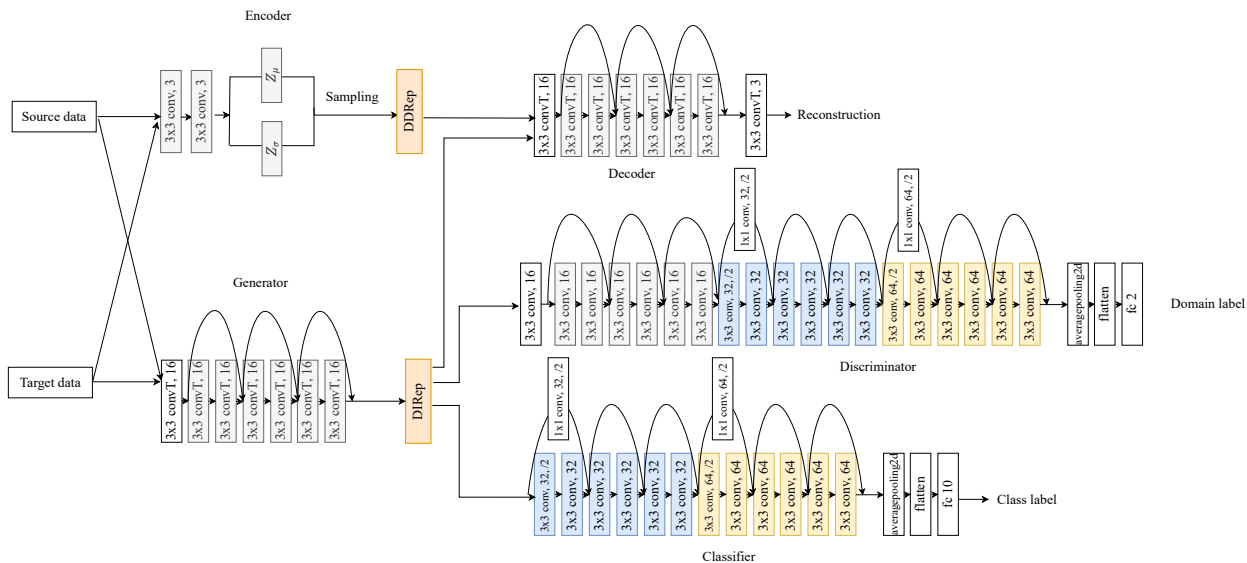 Encoder
Source data
3x3 conv, 3
3x3 conv, 3
Zμ
Zσ
Sampling
DDRep
3x3 convT, 16
3x3 convT, 16
3x3 convT, 16
3x3 convT, 16
3x3 convT, 16
3x3 convT, 16
3x3 convT, 16
3x3 convT, 3
Reconstruction
Decoder
Target data
Generator
3x3 convT, 16
3x3 convT, 16
3x3 convT, 16
3x3 convT, 16
3x3 convT, 16
3x3 convT, 16
3x3 convT, 16
DIRep
3x3 conv, 16
3x3 conv, 16
3x3 conv, 16
3x3 conv, 16
3x3 conv, 16
3x3 conv, 16
3x3 conv, 16
1x1 conv, 32, /2
3x3 conv, 32, /2
3x3 conv, 32
3x3 conv, 32
3x3 conv, 32
3x3 conv, 32
3x3 conv, 32
1x1 conv, 64, /2
3x3 conv, 64, /2
3x3 conv, 64
3x3 conv, 64
3x3 conv, 64
3x3 conv, 64
3x3 conv, 64
averagepooling2d
flatten
fc 2
Domain label
Discriminator
1x1 conv, 32, /2
3x3 conv, 32, /2
3x3 conv, 32
3x3 conv, 32
3x3 conv, 32
3x3 conv, 32
3x3 conv, 32
1x1 conv, 64, /2
3x3 conv, 64, /2
3x3 conv, 64
3x3 conv, 64
3x3 conv, 64
3x3 conv, 64
3x3 conv, 64
averagepooling2d
flatten
fc 10
Class label
Classifier